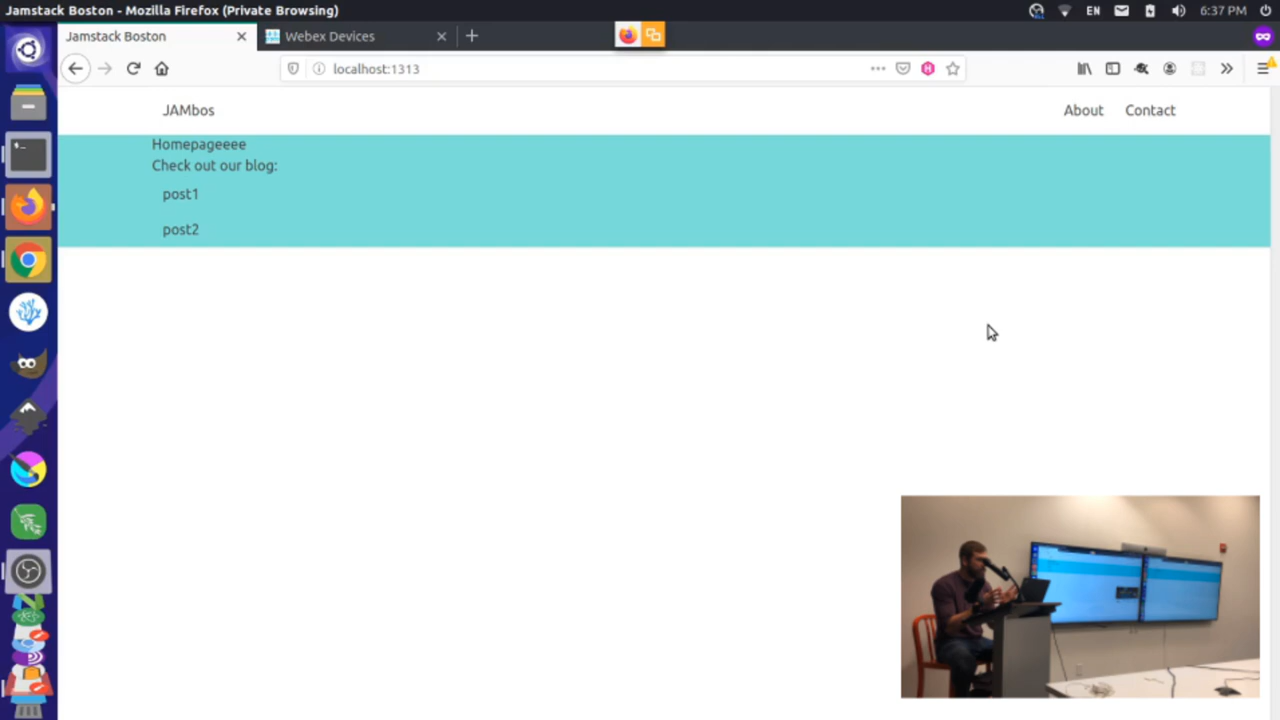 Jamstack Boston - Mozilla Firefox (Private Browsing)
EN
6:37 PM
Jamstack Boston
Webex Devices
localhost:1313
JAMbos
About
Contact
Homepageeee
Check out our blog:
post1
post2